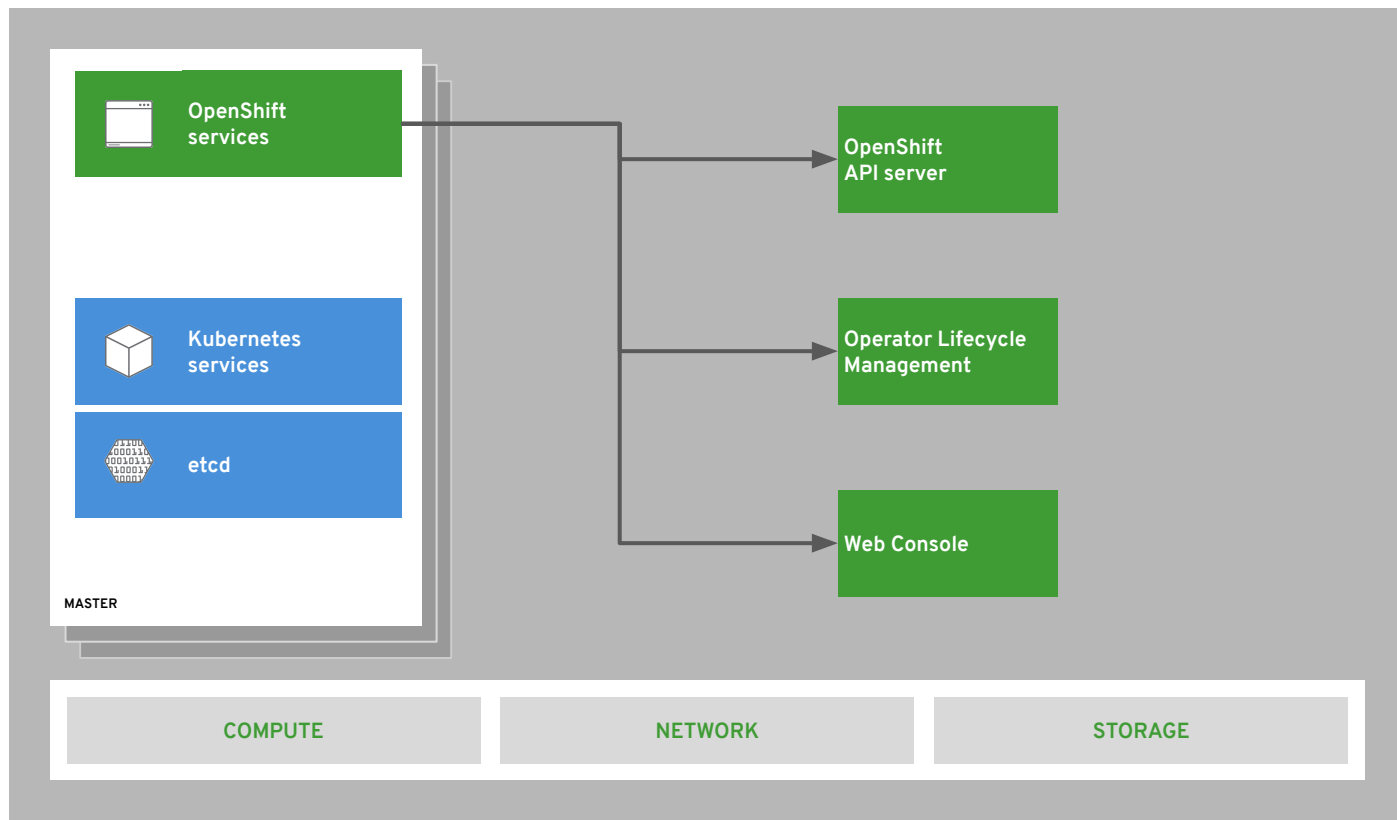 OpenShift
services
Kubernetes
services
etcd
MASTER
OpenShift
API server
Operator Lifecycle
Management
Web Console
COMPUTE
NETWORK
STORAGE